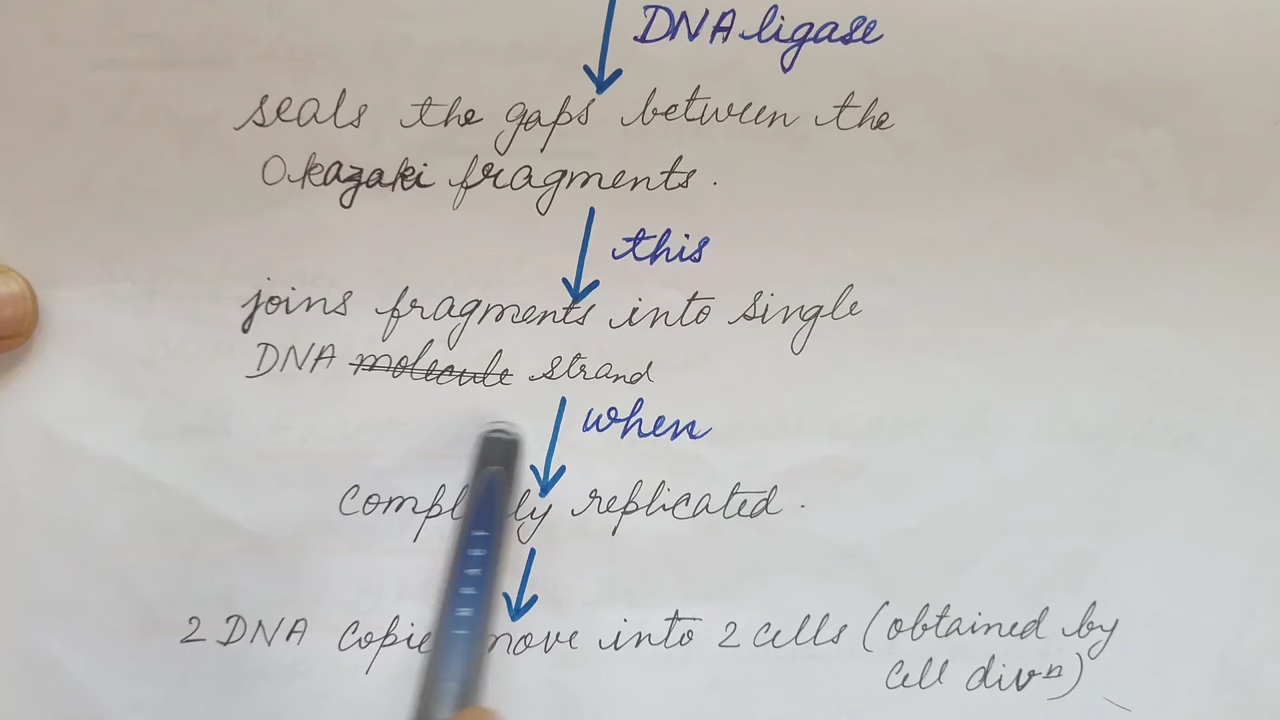 DNA ligase
seals the gaps between the
Okazaki fragments.
this
joins fragments into single
DNA molecule strand
when
replicated.
2 DNA move into 2 cells (obtained by
cell divn)